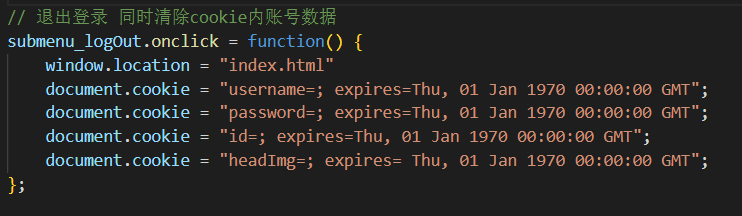 // 退出登录 同时清除cookie内账号数据
submenu_logOut.onclick = function() {
window.location = "index.html"
document.cookie = "username=; expires=Thu, 01 Jan 1970 00:00:00 GMT";
document.cookie = "password=; expires=Thu, 01 Jan 1970 00:00:00 GMT";
document.cookie = "id=; expires=Thu, 01 Jan 1970 00:00:00 GMT";
document.cookie = "headImg=; expires= Thu, 01 Jan 1970 00:00:00 GMT";
};